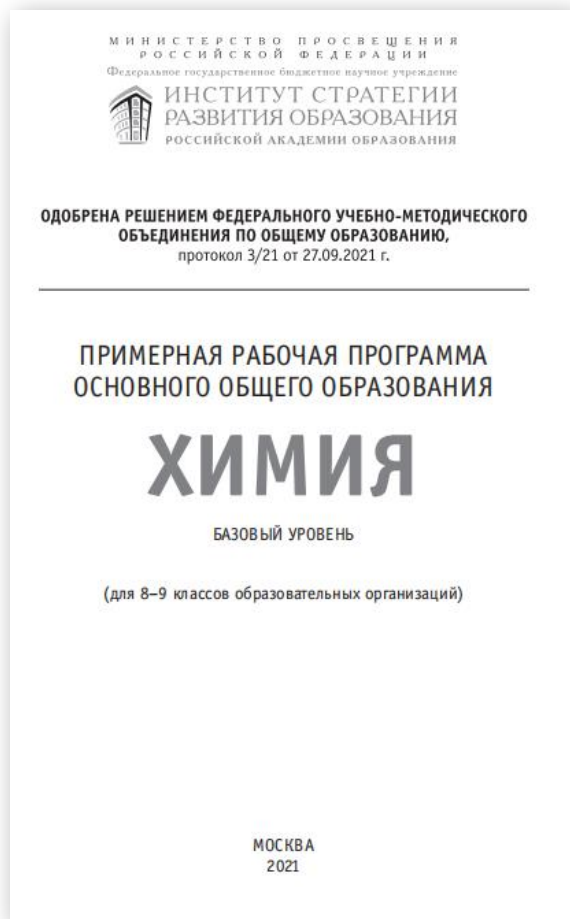 МИНИСТЕРСТВО ПРОСВЕЩЕНИЯ
РОССИЙСКОЙ ФЕДЕРАЦИИ
Федеральное государственное бюджетное научное учреждение
ИНСТИТУТ СТРАТЕГИИ
РАЗВИТИЯ ОБРАЗОВАНИЯ
РОССИЙСКОЙ АКАДЕМИИ ОБРАЗОВАНИЯ
ОДОБРЕНА РЕШЕНИЕМ ФЕДЕРАЛЬНОГО УЧЕБНО-МЕТОДИЧЕСКОГО
ОБЪЕДИНЕНИЯ ПО ОБЩЕМУ ОБРАЗОВАНИЮ,
протокол 3/21 от 27.09.2021 г.
ПРИМЕРНАЯ РАБОЧАЯ ПРОГРАММА
ОСНОВНОГО ОБЩЕГО ОБРАЗОВАНИЯ
ХИМИЯ
БАЗОВЫЙ УРОВЕНЬ
(для 8–9 классов образовательных организаций)
МОСКВА
2021